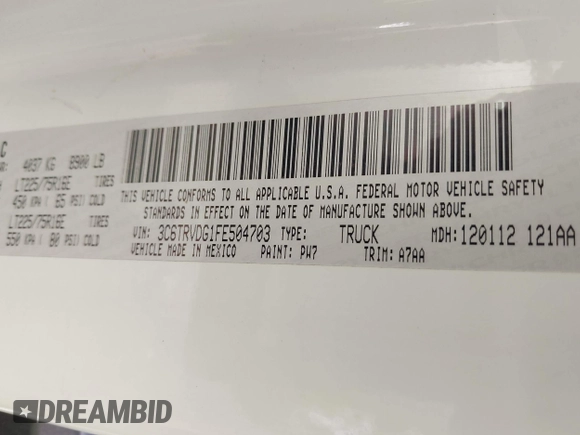 C
R: 4037 KG 8900 LB
LT225/75R16E TIRES
450 KPA ( 65 PSI) COLD
LT225/75R16E TIRES
550 KPA ( 80 PSI) COLD
THIS VEHICLE CONFORMS TO ALL APPLICABLE U.S.A. FEDERAL MOTOR VEHICLE SAFETY
STANDARDS IN EFFECT ON THE DATE OF MANUFACTURE SHOWN ABOVE.
VIN: 3C6TRVDG1FE504703 TYPE: TRUCK MDH: 120112 121AA
VEHICLE MADE IN MEXICO PAINT: PW7 TRIM: A7AA
DREAMBID